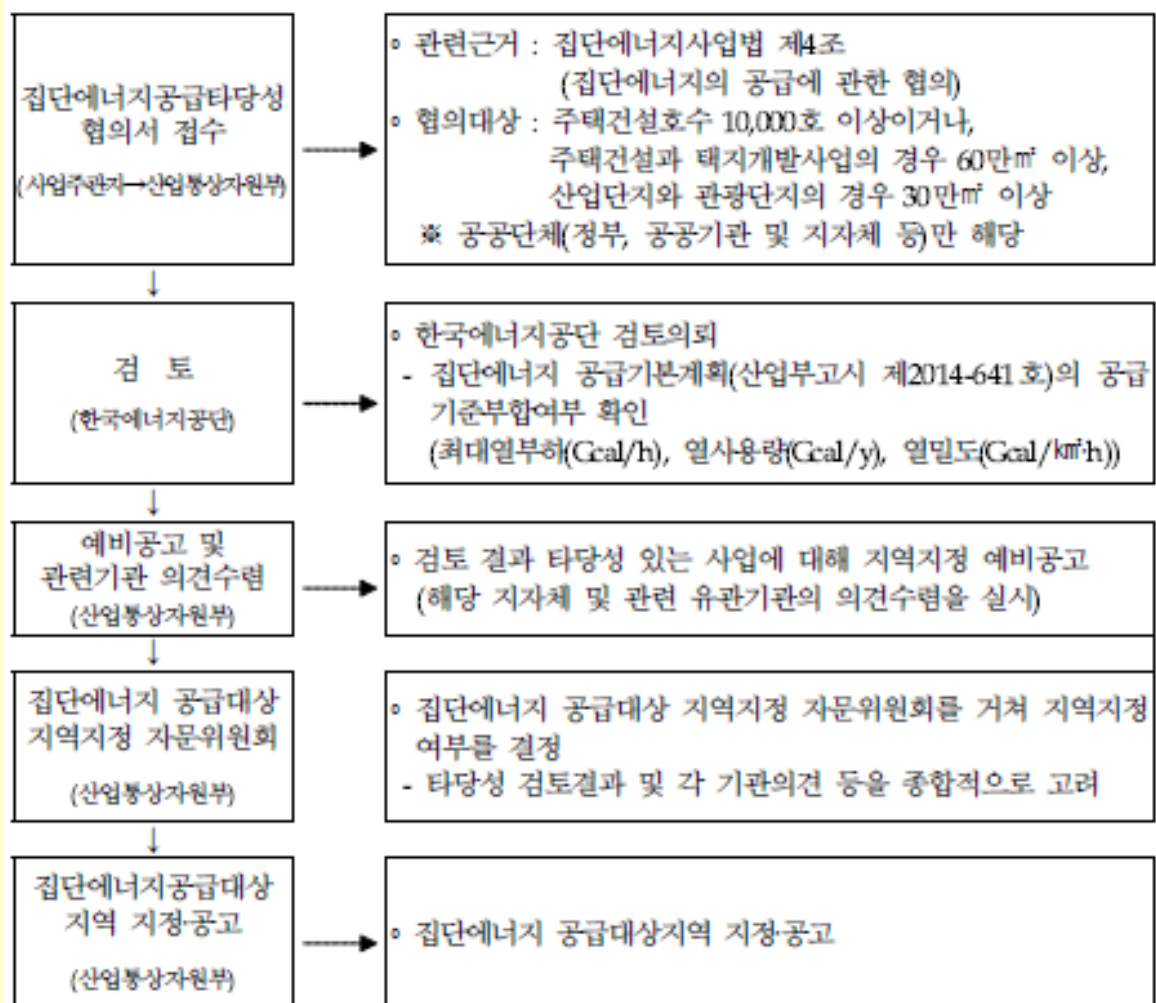 집단에너지공급타당성
협의서 접수
(사업주관자→산업통상자원부)
◦ 관련근거 : 집단에너지사업법 제4조
(집단에너지의 공급에 관한 협의)
◦ 협의대상 : 주택건설호수 10,000호 이상이거나,
주택건설과 택지개발사업의 경우 60만㎡ 이상,
산업단지와 관광단지의 경우 30만㎡ 이상
※ 공공단체(정부, 공공기관 및 지자체 등)만 해당
↓
검 토
(한국에너지공단)
◦ 한국에너지공단 검토의뢰
- 집단에너지 공급기본계획(산업부고시 제2014-641호)의 공급
기준부합여부 확인
(최대열부하(Gcal/h), 열사용량(Gcal/y), 열밀도(Gcal/㎢·h))
↓
예비공고 및
관련기관 의견수렴
(산업통상자원부)
◦ 검토 결과 타당성 있는 사업에 대해 지역지정 예비공고
(해당 지자체 및 관련 유관기관의 의견수렴을 실시)
↓
집단에너지 공급대상
지역지정 자문위원회
(산업통상자원부)
◦ 집단에너지 공급대상 지역지정 자문위원회를 거쳐 지역지정
여부를 결정
- 타당성 검토결과 및 각 기관의견 등을 종합적으로 고려
↓
집단에너지공급대상
지역 지정·공고
(산업통상자원부)
◦ 집단에너지 공급대상지역 지정·공고